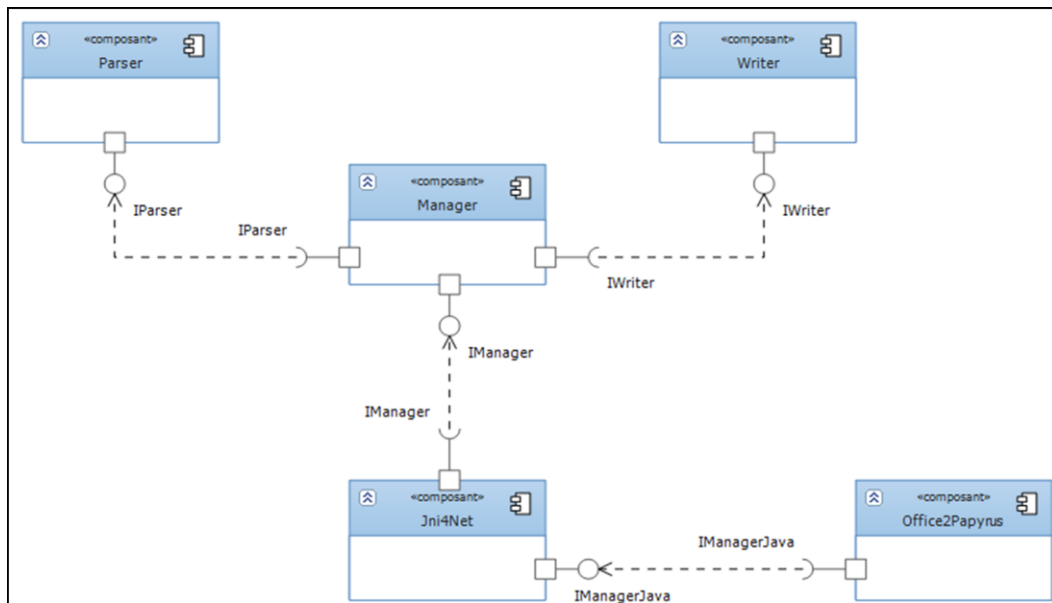 «composant»
Parser
«composant»
Writer
«composant»
Manager
IParser
IParser
IWriter
IWriter
IManager
IManager
«composant»
Jni4Net
«composant»
Office2Papyrus
IManagerJava
IManagerJava